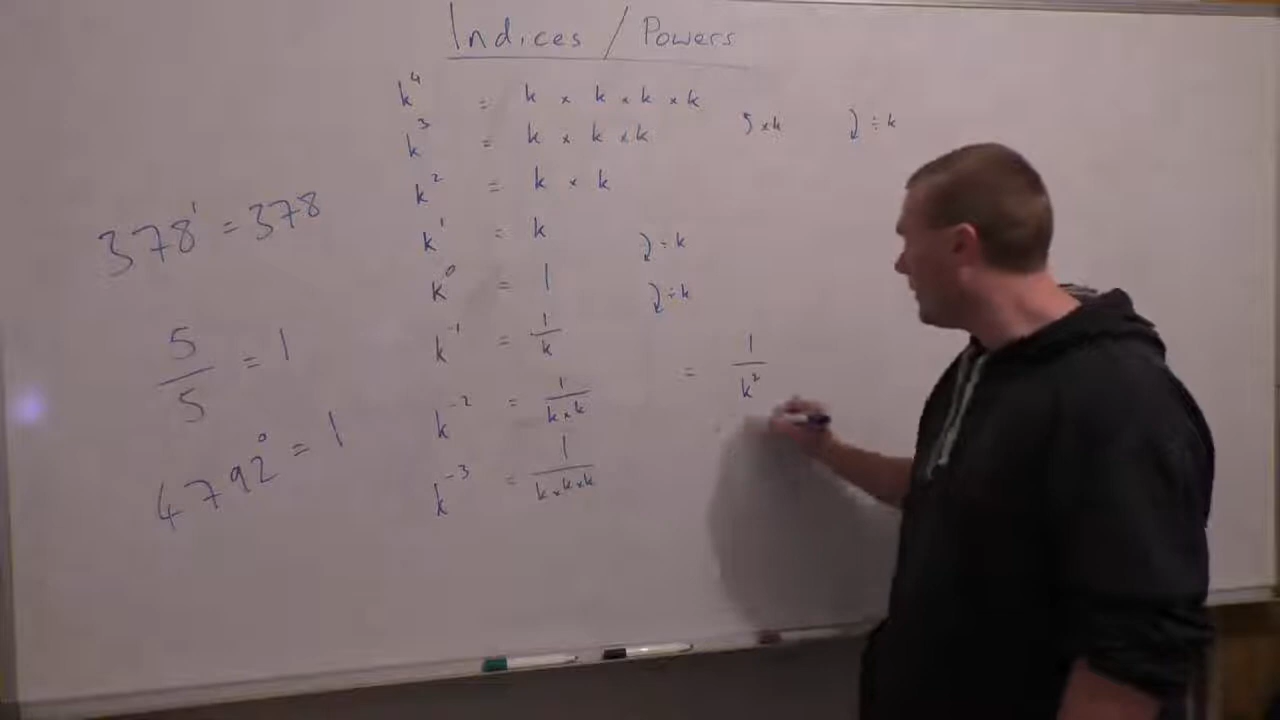 Indices / Powers
k⁴ = k × k × k × k
k³ = k × k × k
×k ÷ k
k² = k × k
378¹ = 378
k¹ = k
÷ k
k⁰ = 1
÷ k
5/5 = 1
k⁻¹ = 1/k
k⁻² = 1/k×k = 1/k²
4792⁰ = 1
k⁻³ = 1/k×k×k